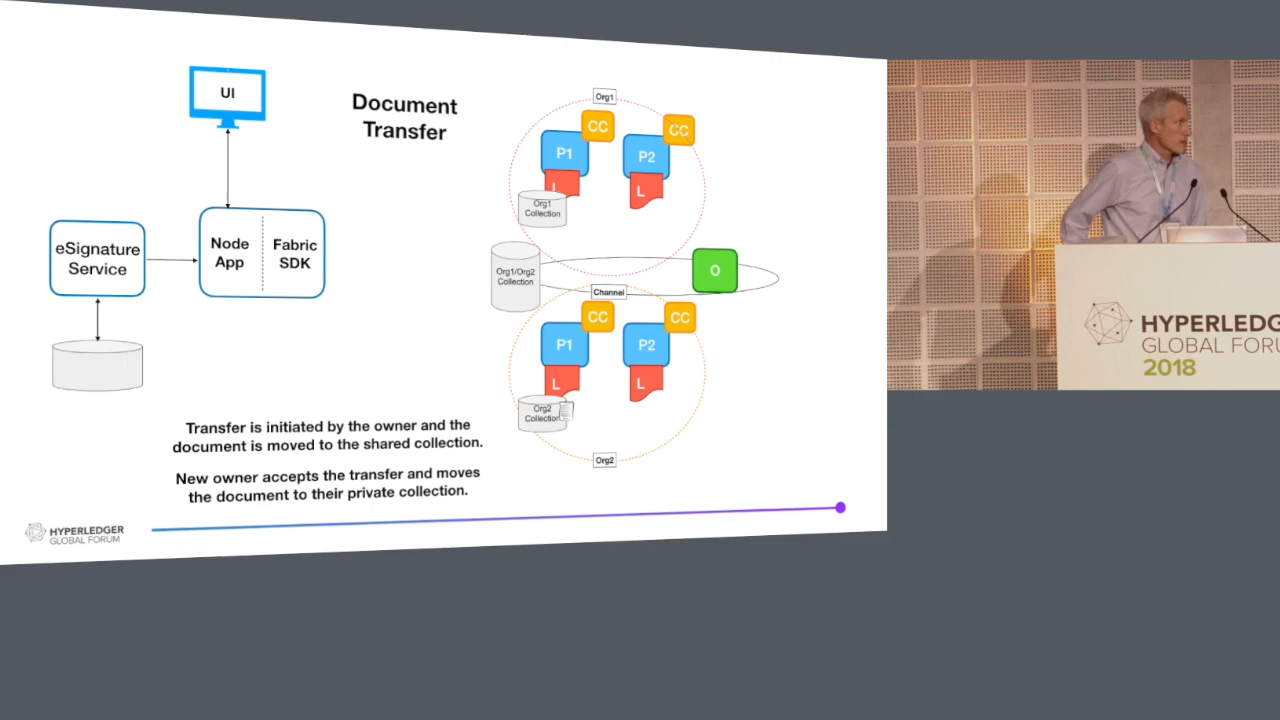 UI
Document
Transfer
eSignature
Service
Node
App
Fabric
SDK
Org1
CC
CC
P1
P2
L
L
Org1
Collection
Org1/Org2
Collection
O
Channel
CC
CC
P1
P2
L
L
Org2
Collection
Org2
Transfer is initiated by the owner and the
document is moved to the shared collection.
New owner accepts the transfer and moves
the document to their private collection.
HYPERLEDGER
GLOBAL FORUM
HYPERLEDG
GLOBAL FORU
2018